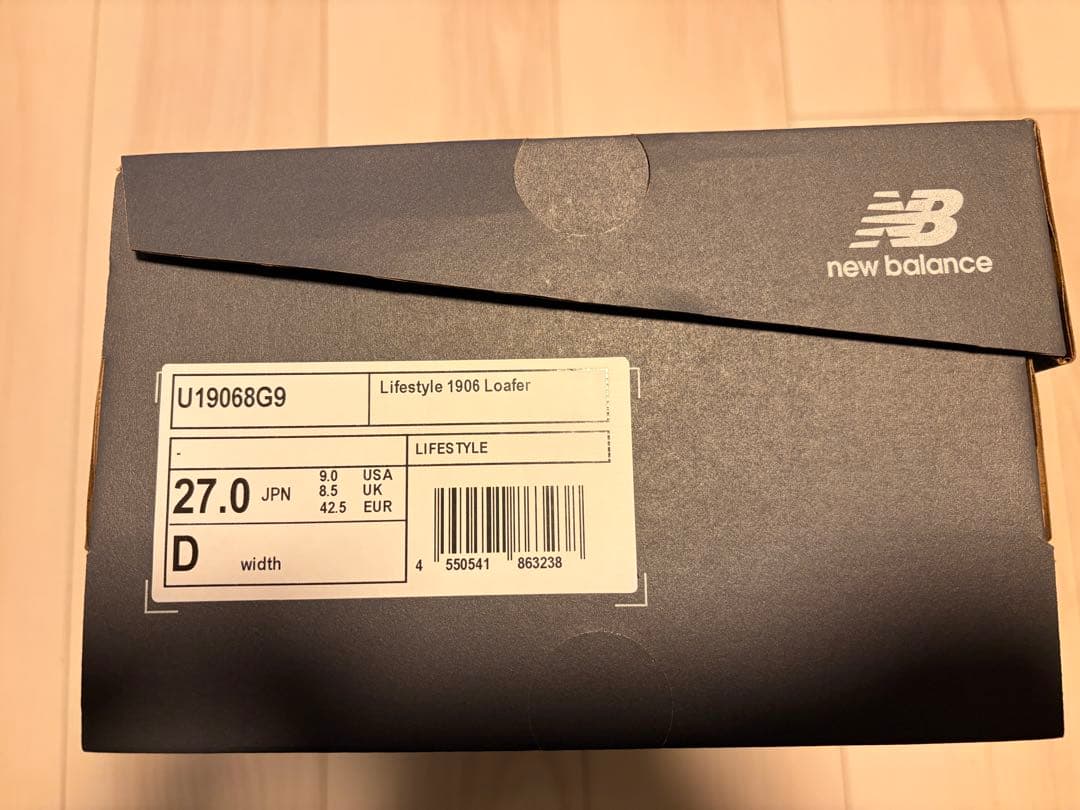 NB
new balance
U19068G9
Lifestyle 1906 Loafer
-
LIFESTYLE
27.0 JPN
9.0 USA
8.5 UK
42.5 EUR
D width
4 550541 863238